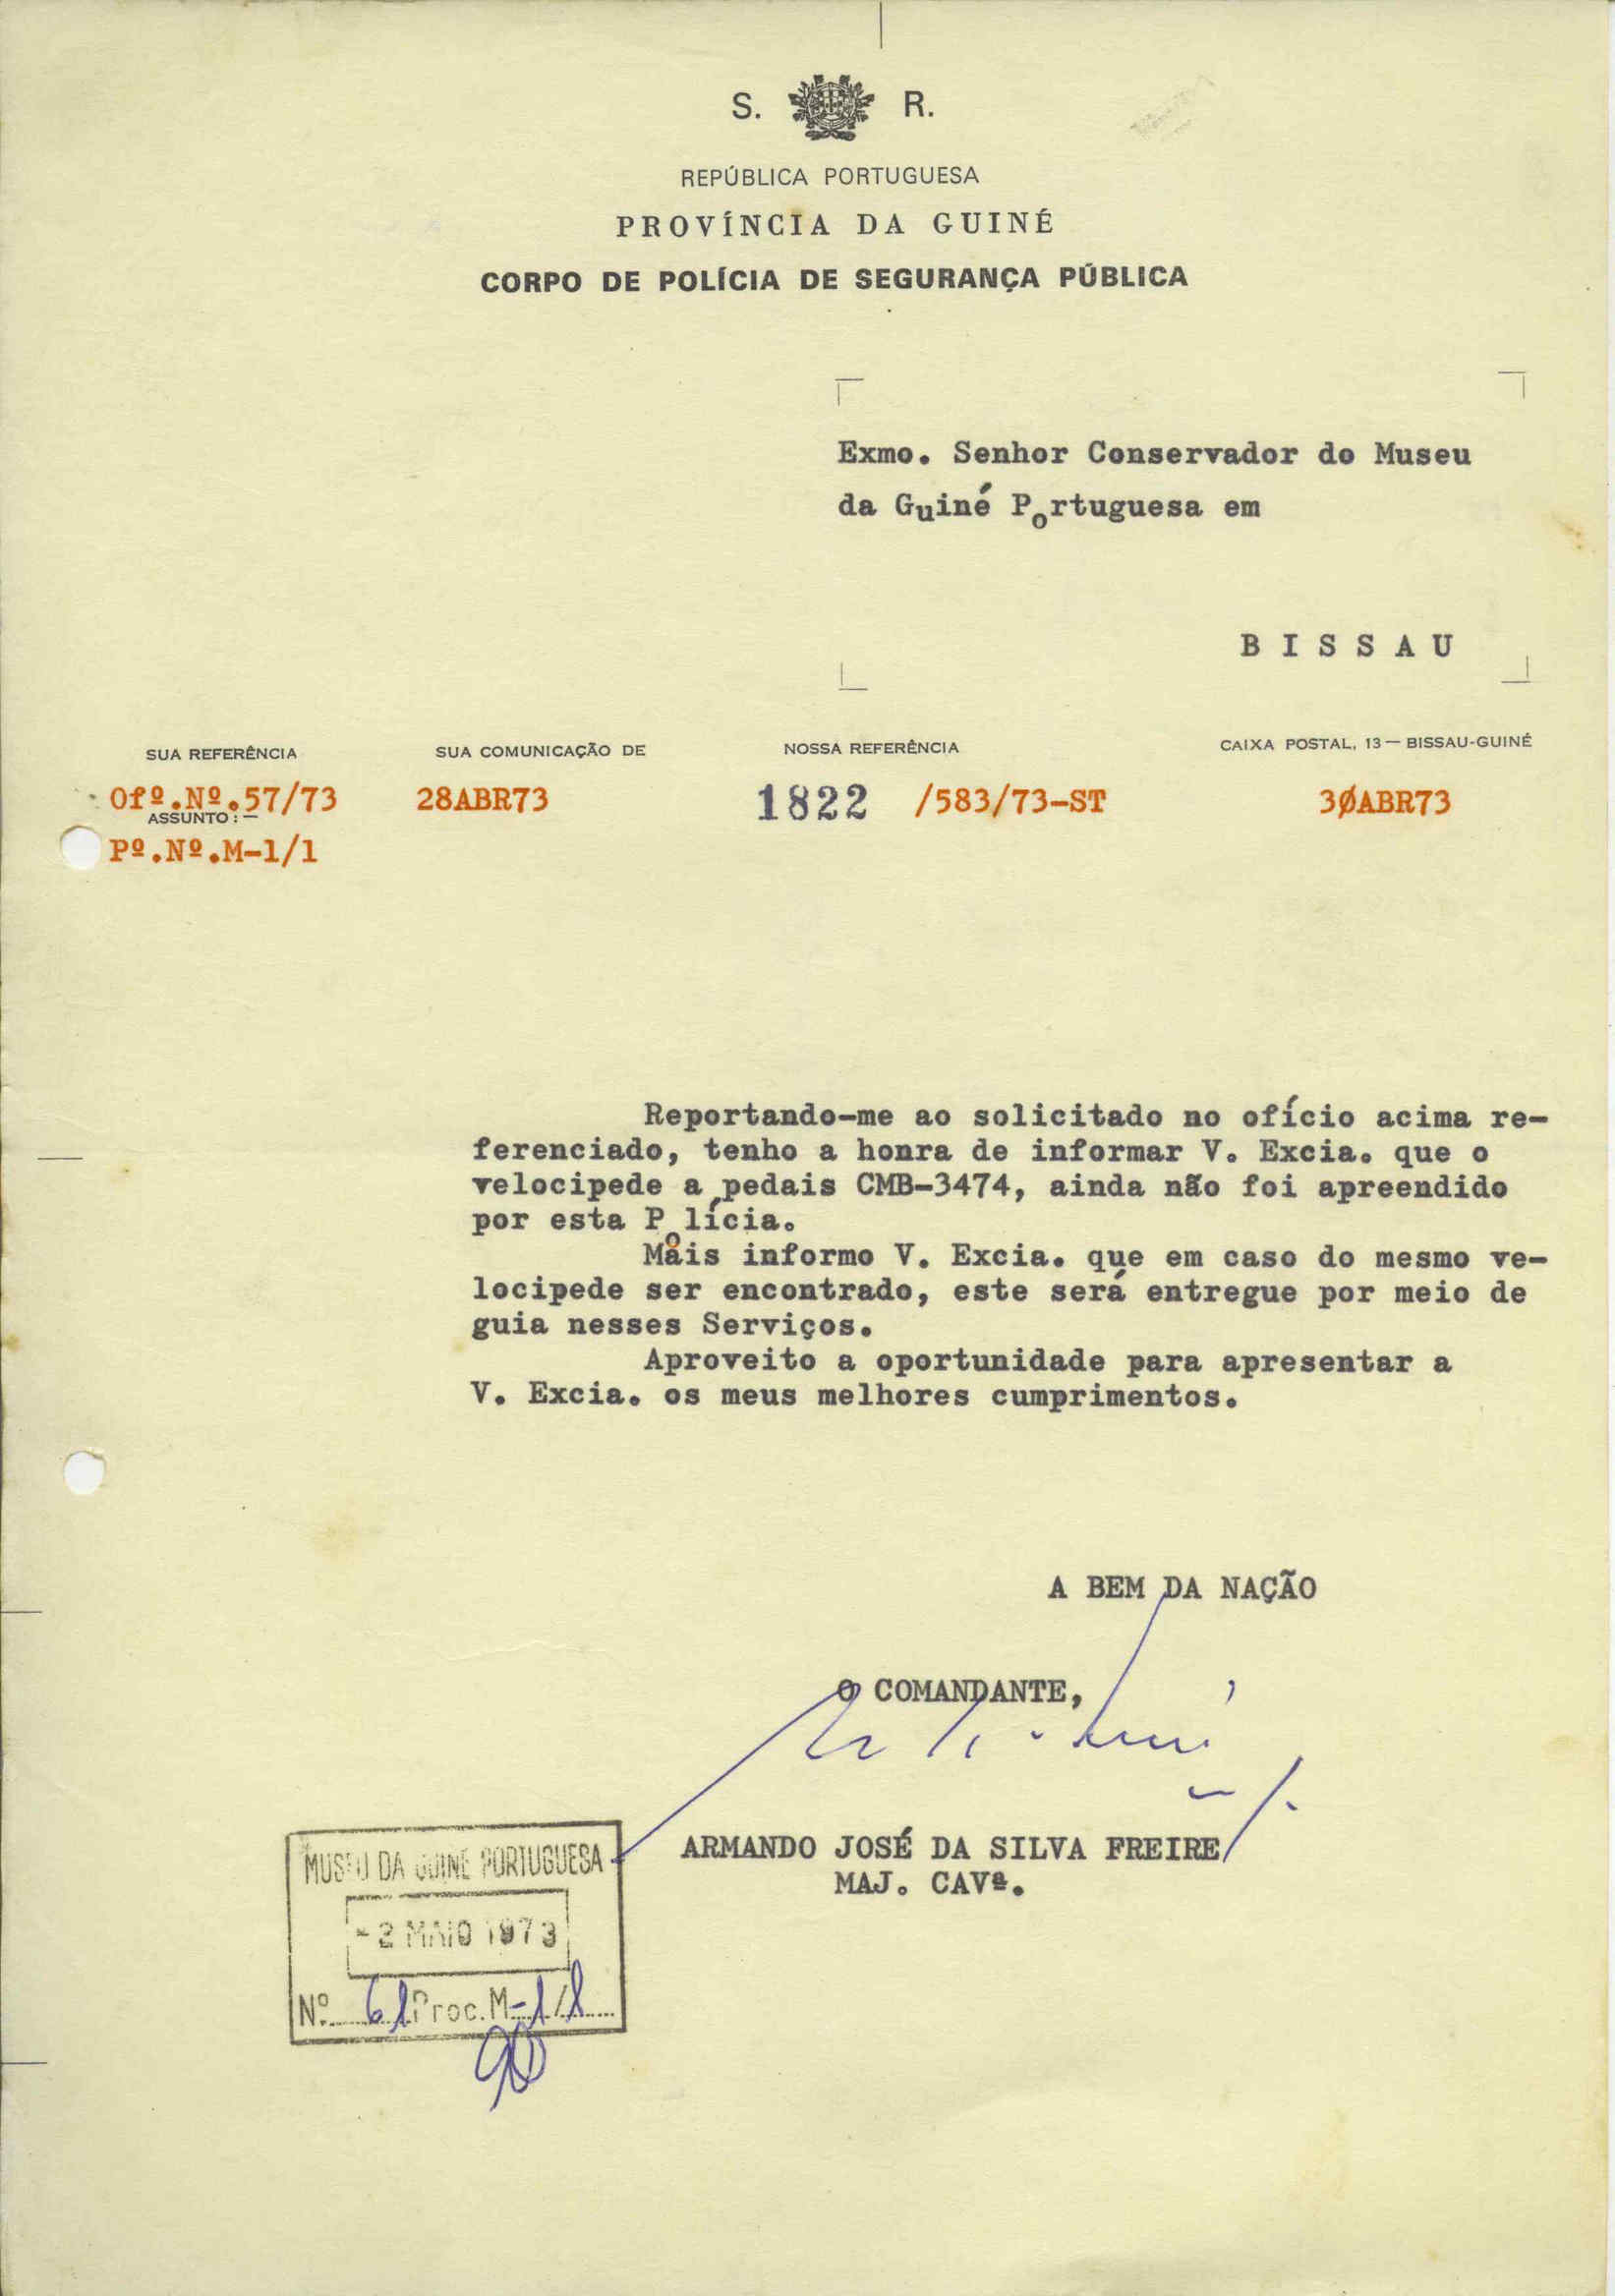 S. R.
REPÚBLICA PORTUGUESA
PROVÍNCIA DA GUINÉ
CORPO DE POLÍCIA DE SEGURANÇA PÚBLICA
Exmo. Senhor Conservador do Museu
da Guiné Portuguesa em
B I S S A U
SUA REFERÊNCIA SUA COMUNICAÇÃO DE NOSSA REFERÊNCIA CAIXA POSTAL, 13 — BISSAU-GUINÉ
Ofº.Nº.57/73 28ABR73 1822 /583/73-ST 3ØABR73
ASSUNTO: —
Pº.Nº.M-1/1
Reportando-me ao solicitado no ofício acima re-
ferenciado, tenho a honra de informar V. Excia. que o
velocipede a pedais CMB-3474, ainda não foi apreendido
por esta Polícia.
Mais informo V. Excia. que em caso do mesmo ve-
locipede ser encontrado, este será entregue por meio de
guia nesses Serviços.
Aproveito a oportunidade para apresentar a
V. Excia. os meus melhores cumprimentos.
A BEM DA NAÇÃO
O COMANDANTE,
ARMANDO JOSÉ DA SILVA FREIRE
MAJ. CAVª.
MUSEU DA GUINÉ PORTUGUESA
-2 MAIO 1973
Nº. 61 Proc. M-1/1